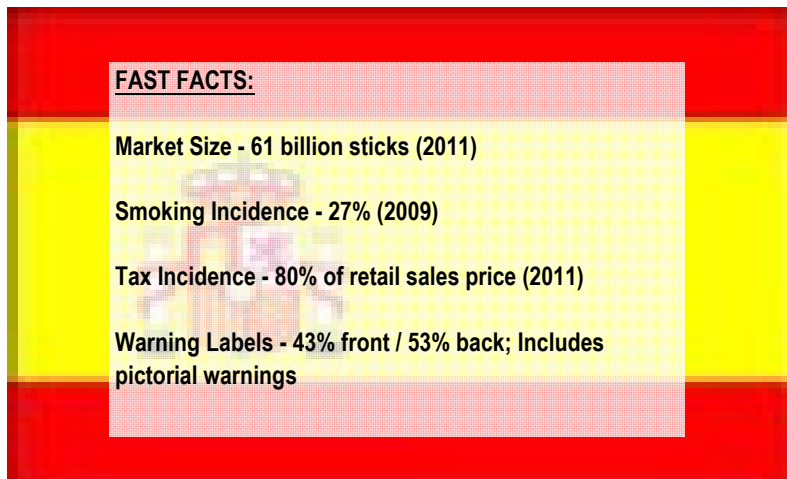 FAST FACTS:
Market Size - 61 billion sticks (2011)
Smoking Incidence - 27% (2009)
Tax Incidence - 80% of retail sales price (2011)
Warning Labels - 43% front / 53% back; Includes
pictorial warnings